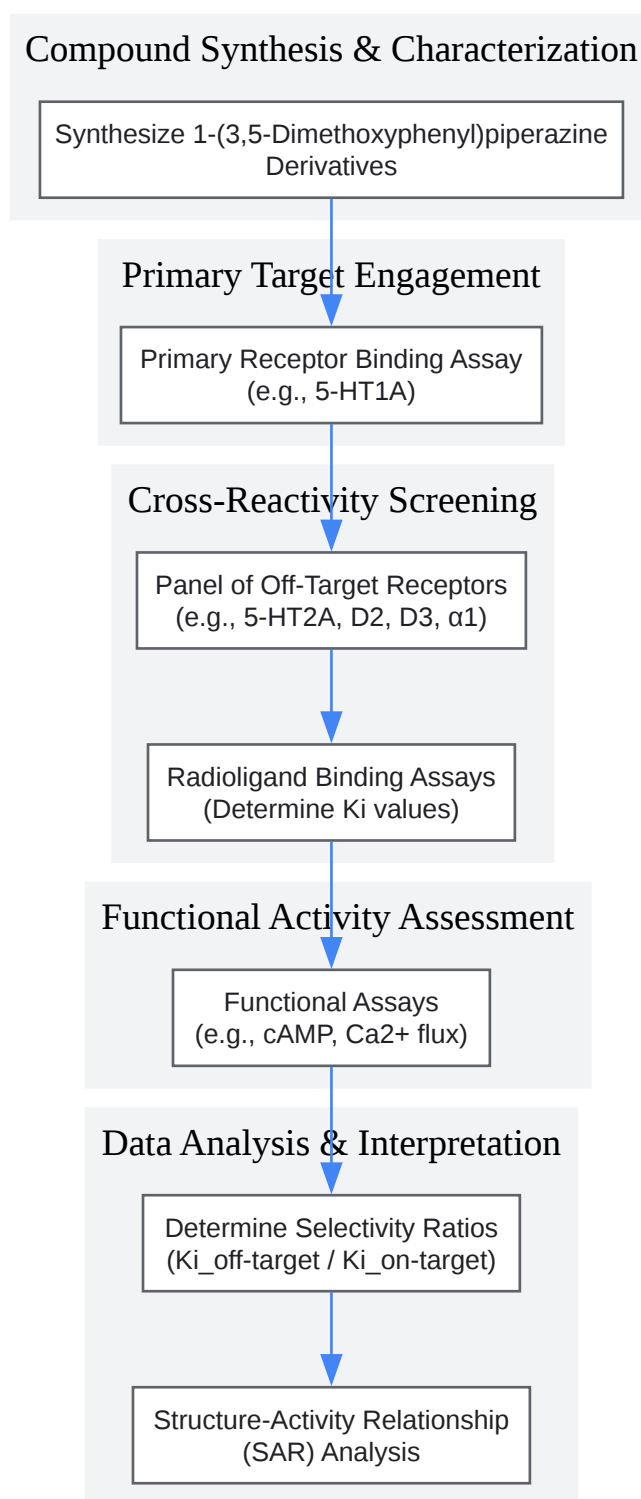 Compound Synthesis & Characterization
Synthesize 1-(3,5-Dimethoxyphenyl)piperazine
Derivatives
Primary Target Engagement
Primary Receptor Binding Assay
(e.g., 5-HT1A)
Cross-Reactivity Screening
Panel of Off-Target Receptors
(e.g., 5-HT2A, D2, D3, α1)
Radioligand Binding Assays
(Determine Ki values)
Functional Activity Assessment
Functional Assays
(e.g., cAMP, Ca2+ flux)
Data Analysis & Interpretation
Determine Selectivity Ratios
(Ki_off-target / Ki_on-target)
Structure-Activity Relationship
(SAR) Analysis